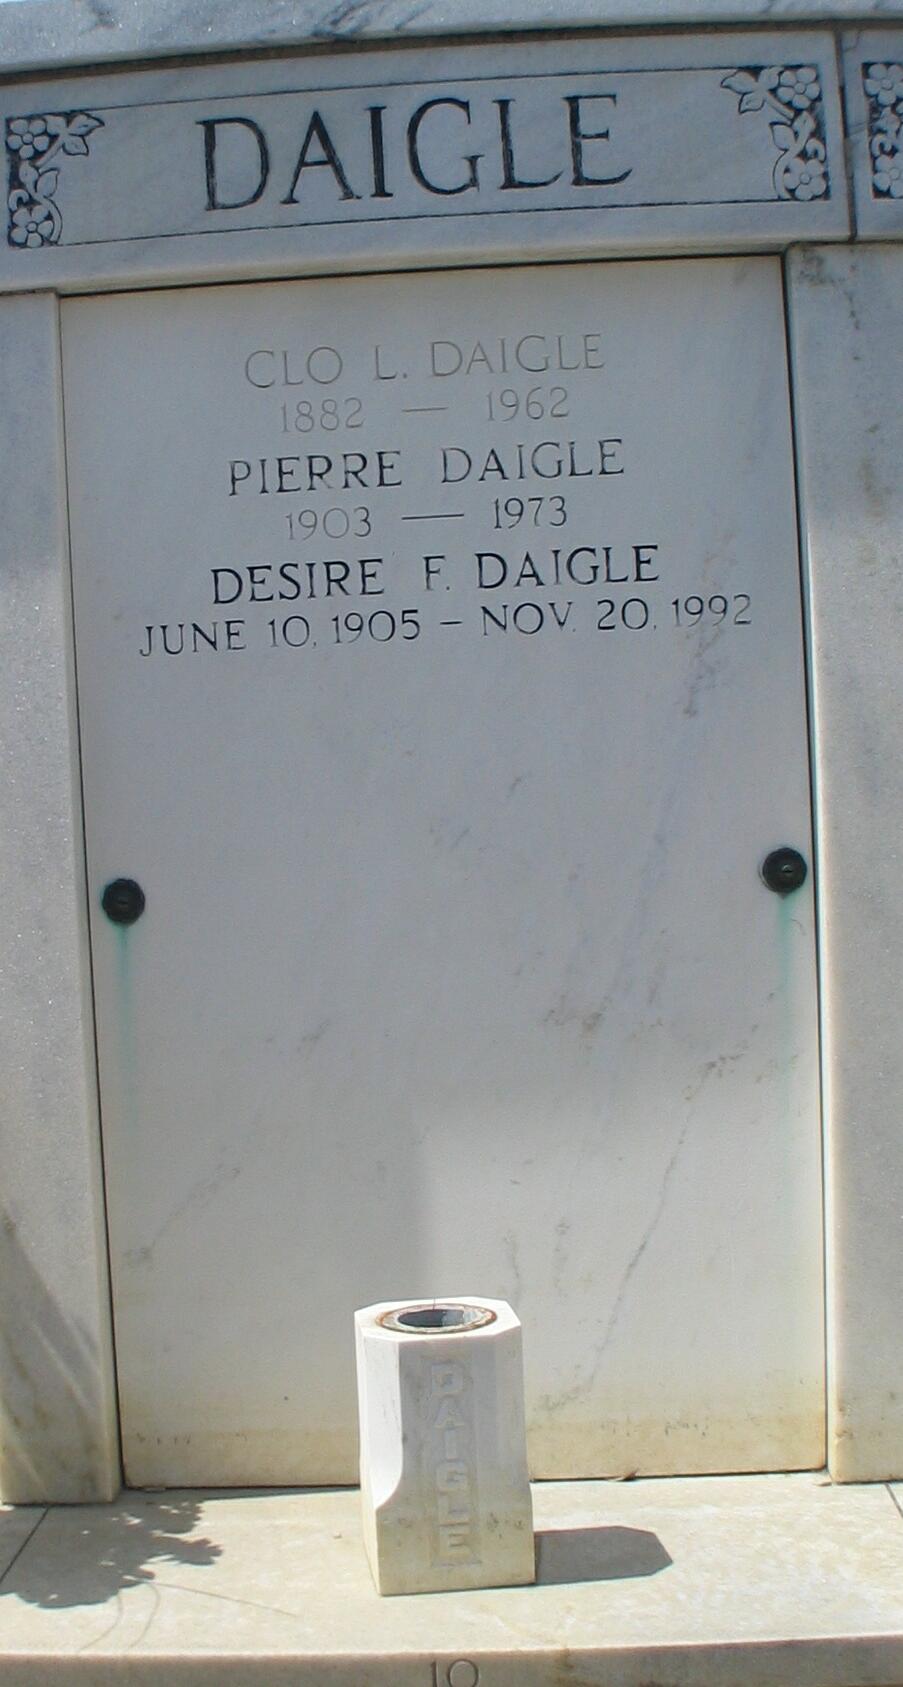 DAIGLE
CLO L. DAIGLE
1882 — 1962
PIERRE DAIGLE
1903 — 1973
DESIRE F. DAIGLE
JUNE 10, 1905 – NOV. 20, 1992
DAIGLE
10